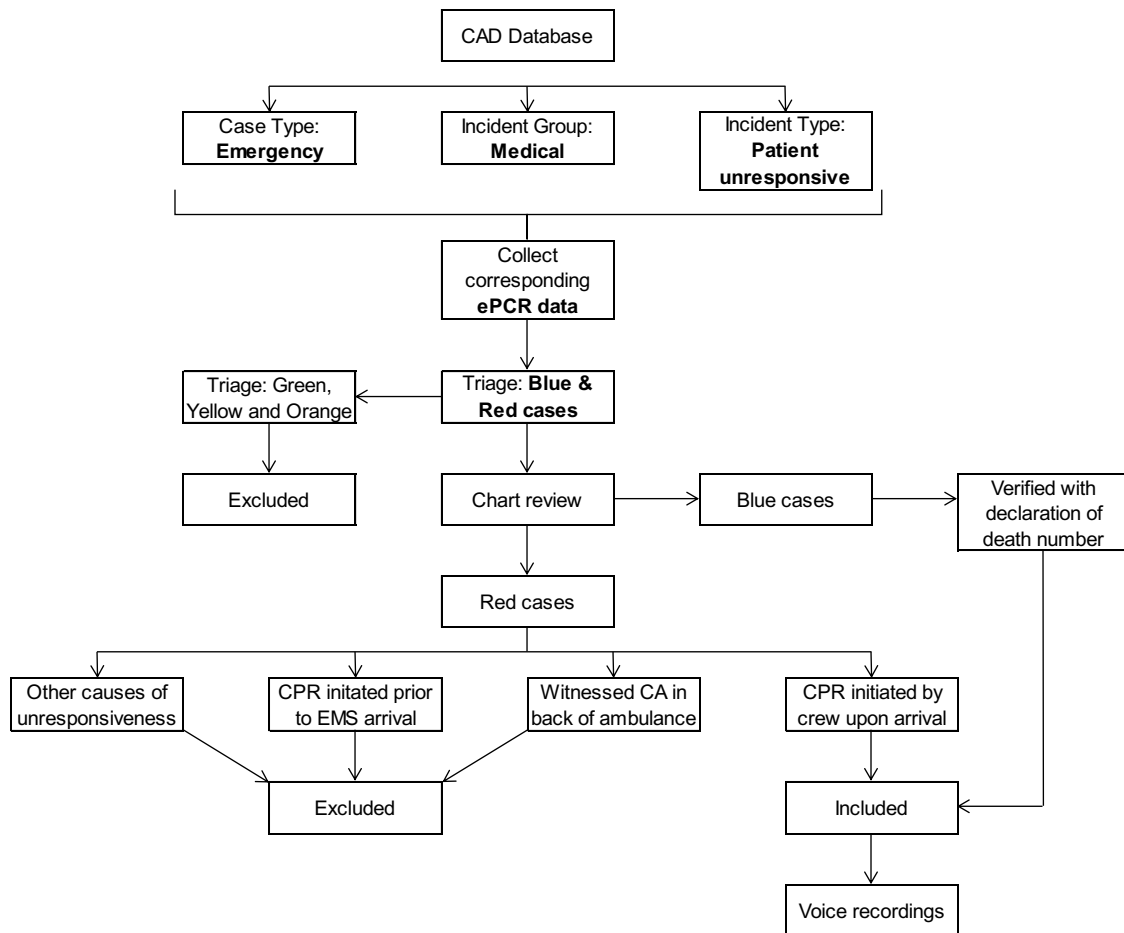 CAD Database
Case Type:
Emergency
Incident Group:
Medical
Incident Type:
Patient
unresponsive
Collect
corresponding
ePCR data
Triage: Green,
Yellow and Orange
Triage: Blue &
Red cases
Excluded
Chart review
Blue cases
Verified with
declaration of
death number
Red cases
Other causes of
unresponsiveness
CPR initated prior
to EMS arrival
Witnessed CA in
back of ambulance
CPR initiated by
crew upon arrival
Excluded
Included
Voice recordings